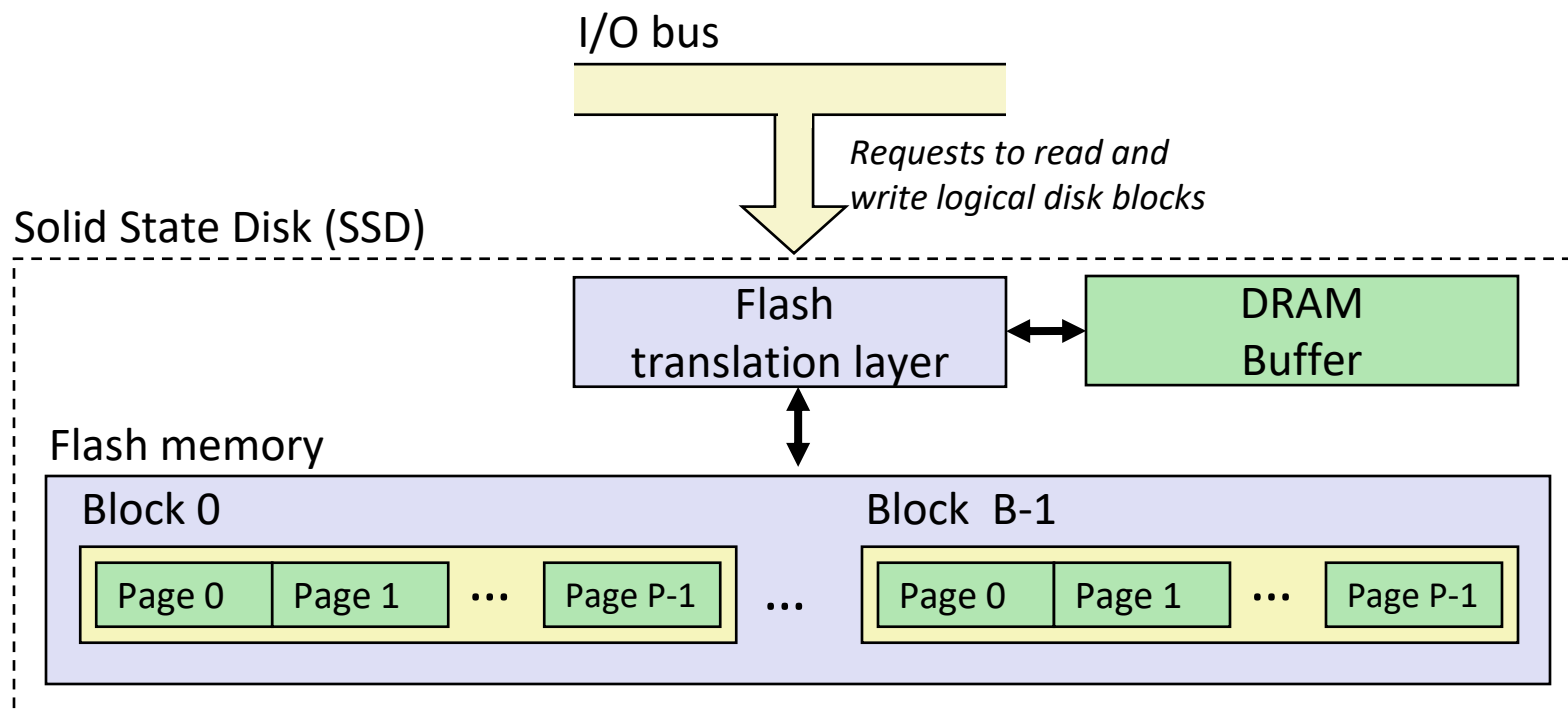 I/O bus
Requests to read and
write logical disk blocks
Solid State Disk (SSD)
Flash
translation layer
DRAM
Buffer
Flash memory
Block 0
Block B-1
Page 0
Page 1
...
Page P-1
...
Page 0
Page 1
...
Page P-1